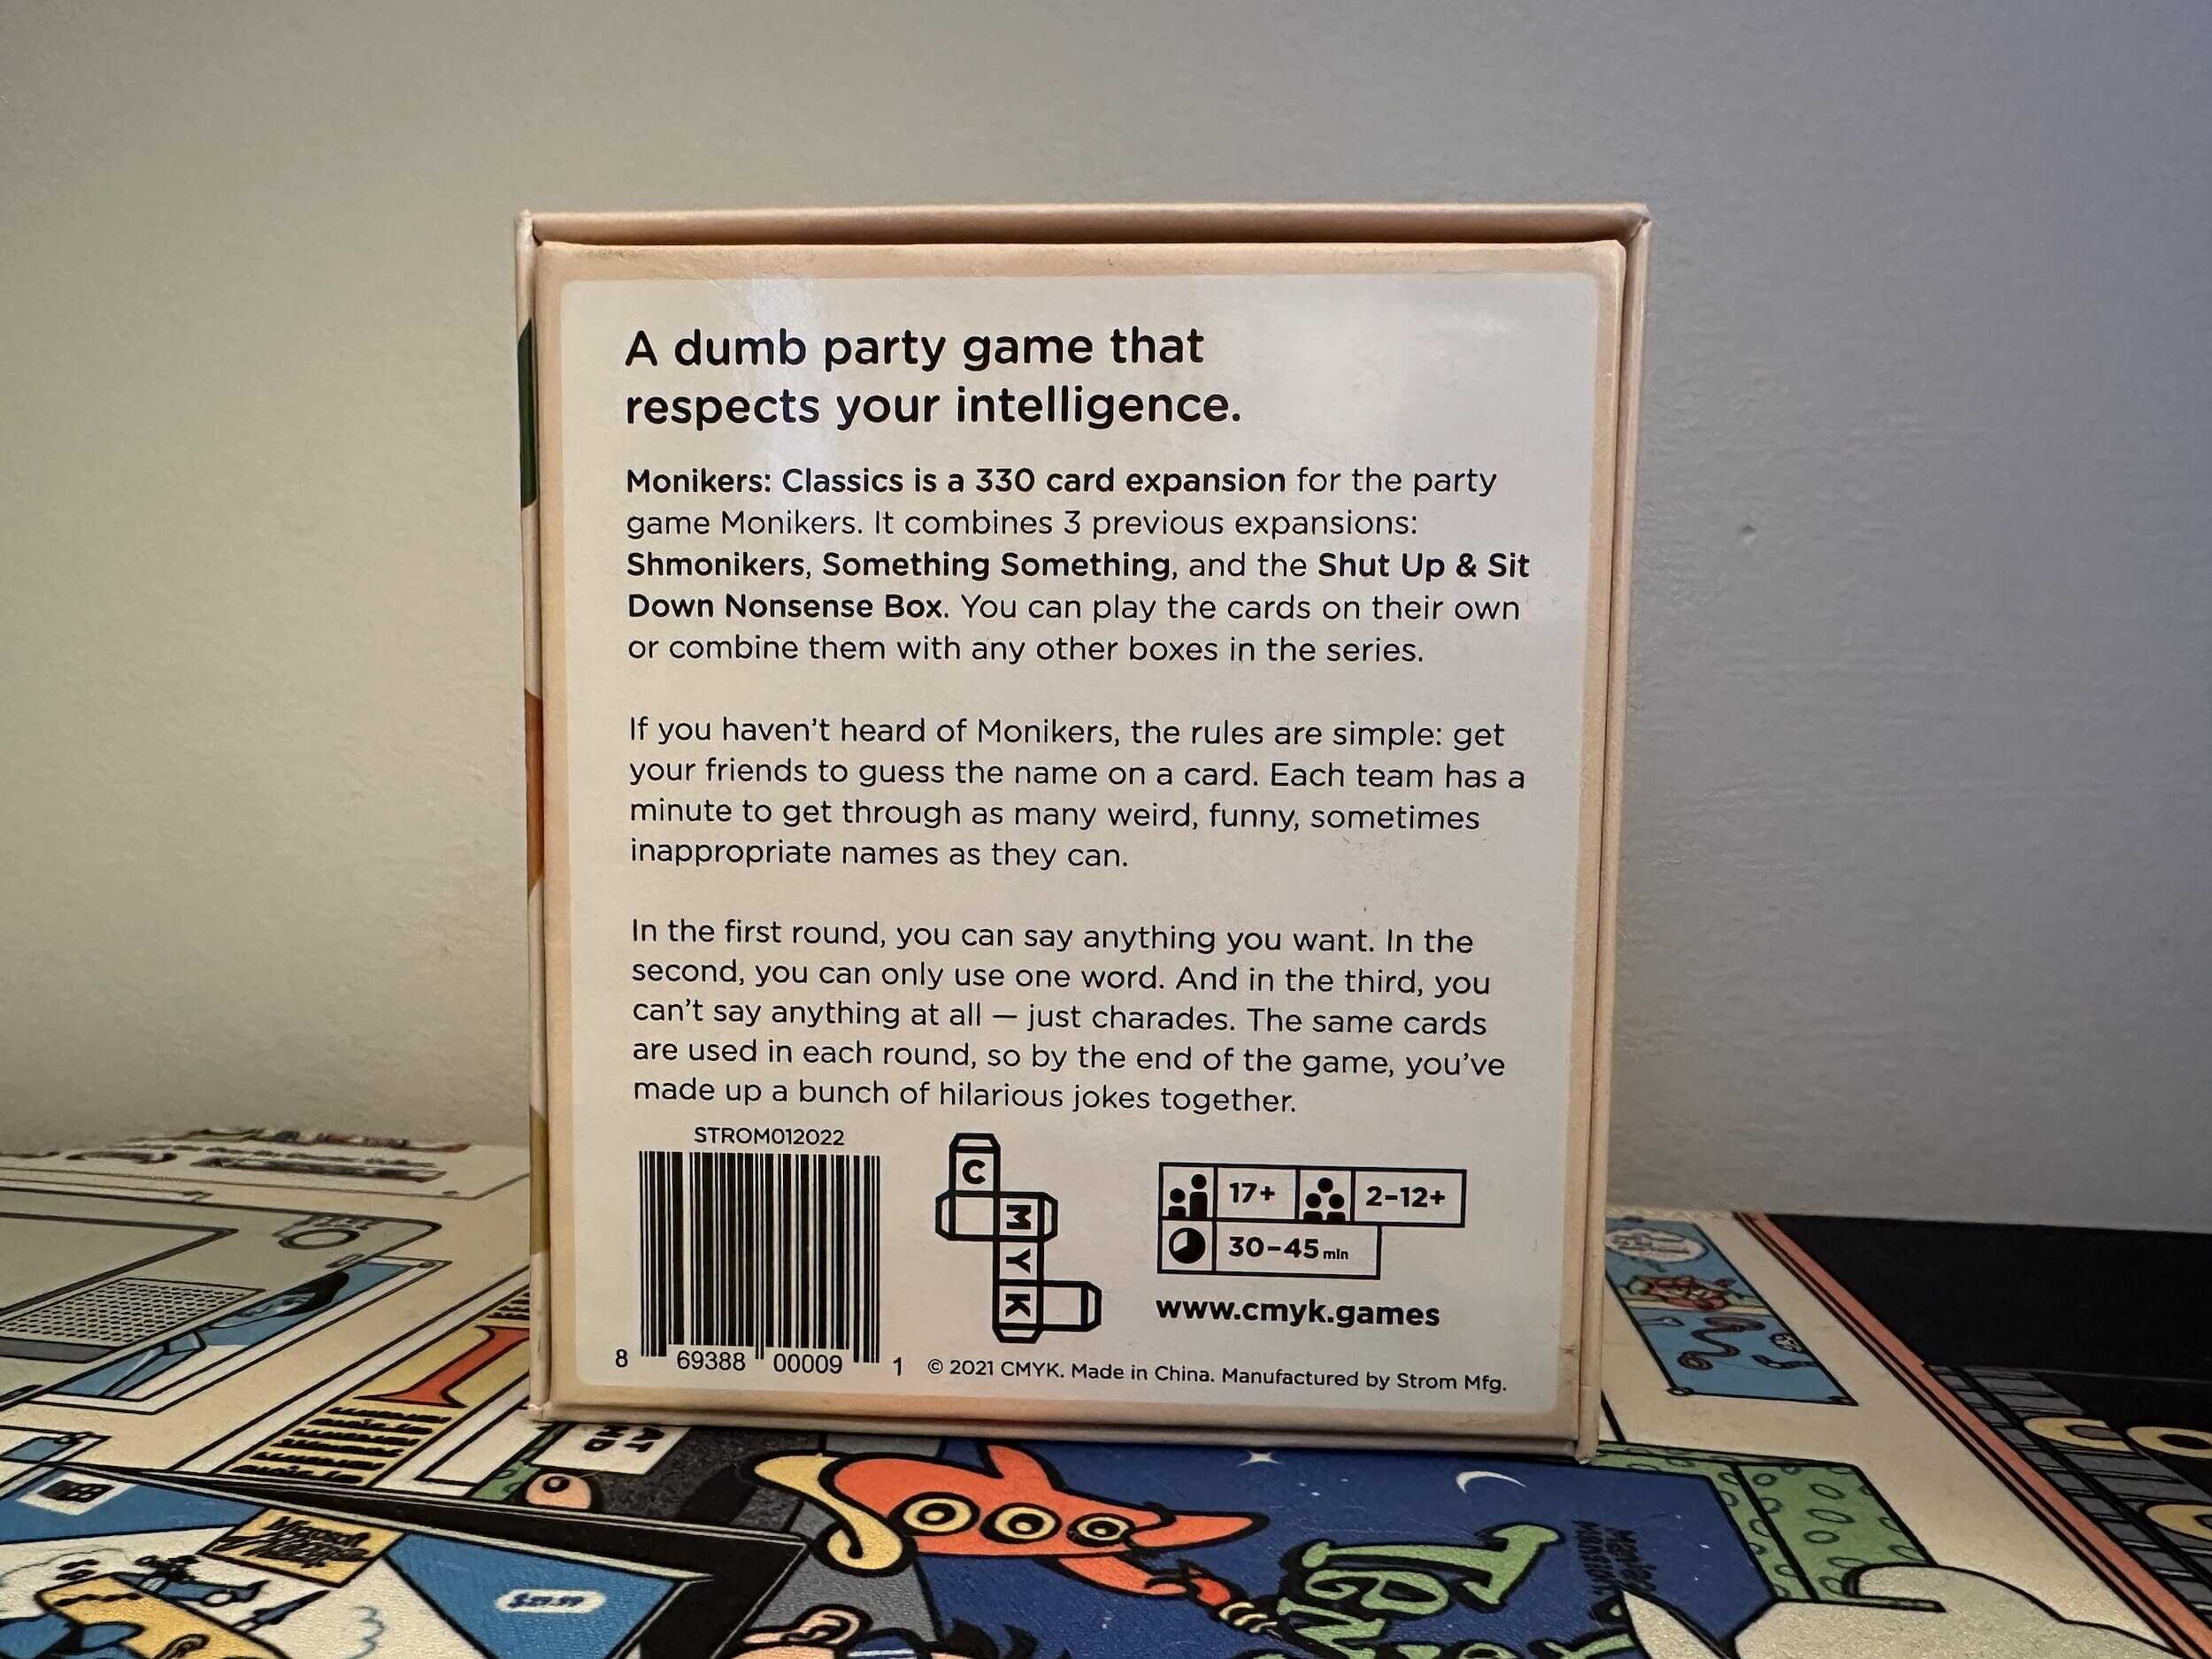 A dumb party game that
respects your intelligence.
Monikers: Classics is a 330 card expansion for the party
game Monikers. It combines 3 previous expansions:
Shmonikers, Something Something, and the Shut Up & Sit
Down Nonsense Box. You can play the cards on their own
or combine them with any other boxes in the series.
If you haven't heard of Monikers, the rules are simple: get
your friends to guess the name on a card. Each team has a
minute to get through as many weird, funny, sometimes
inappropriate names as they can.
In the first round, you can say anything you want. In the
second, you can only use one word. And in the third, you
can't say anything at all — just charades. The same cards
are used in each round, so by the end of the game, you've
made up a bunch of hilarious jokes together.
STROM012022
8 69388 00009 1
C
M
Y
K
17+ 2-12+
30-45 min
www.cmyk.games
© 2021 CMYK. Made in China. Manufactured by Strom Mfg.